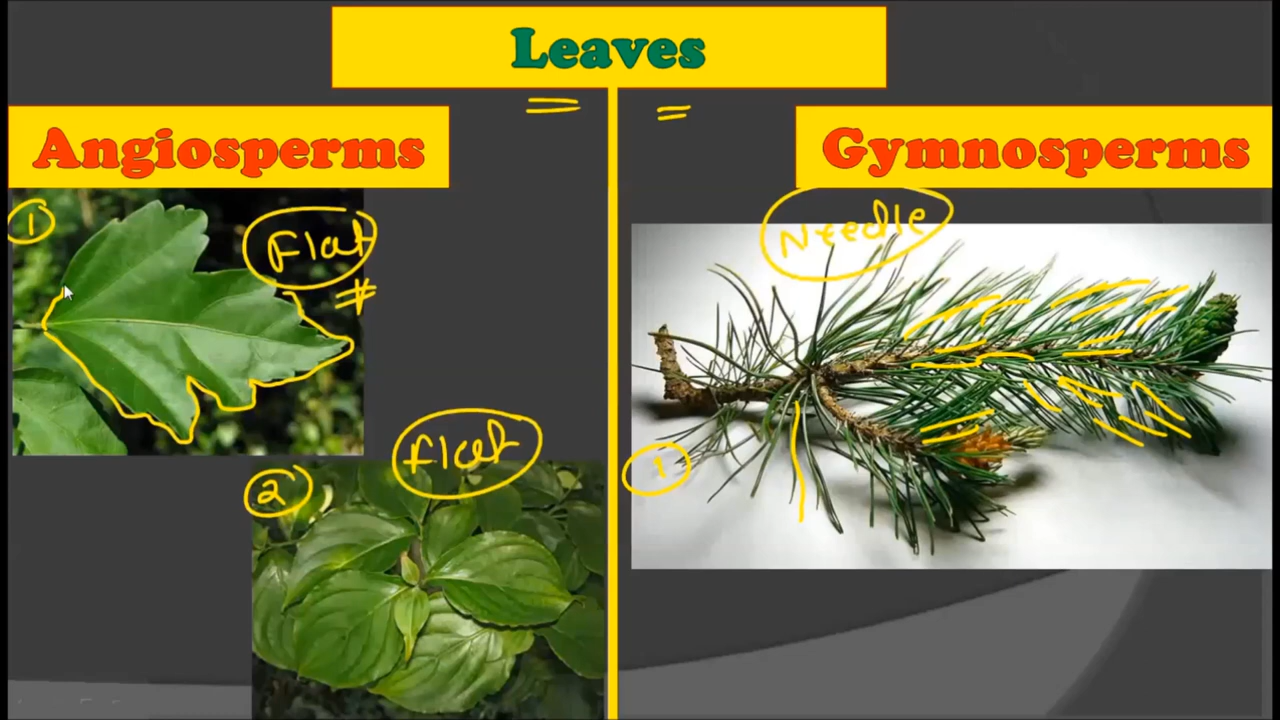 Leaves
Angiosperms
Gymnosperms
1
Flat
Needle
2
Flat
1